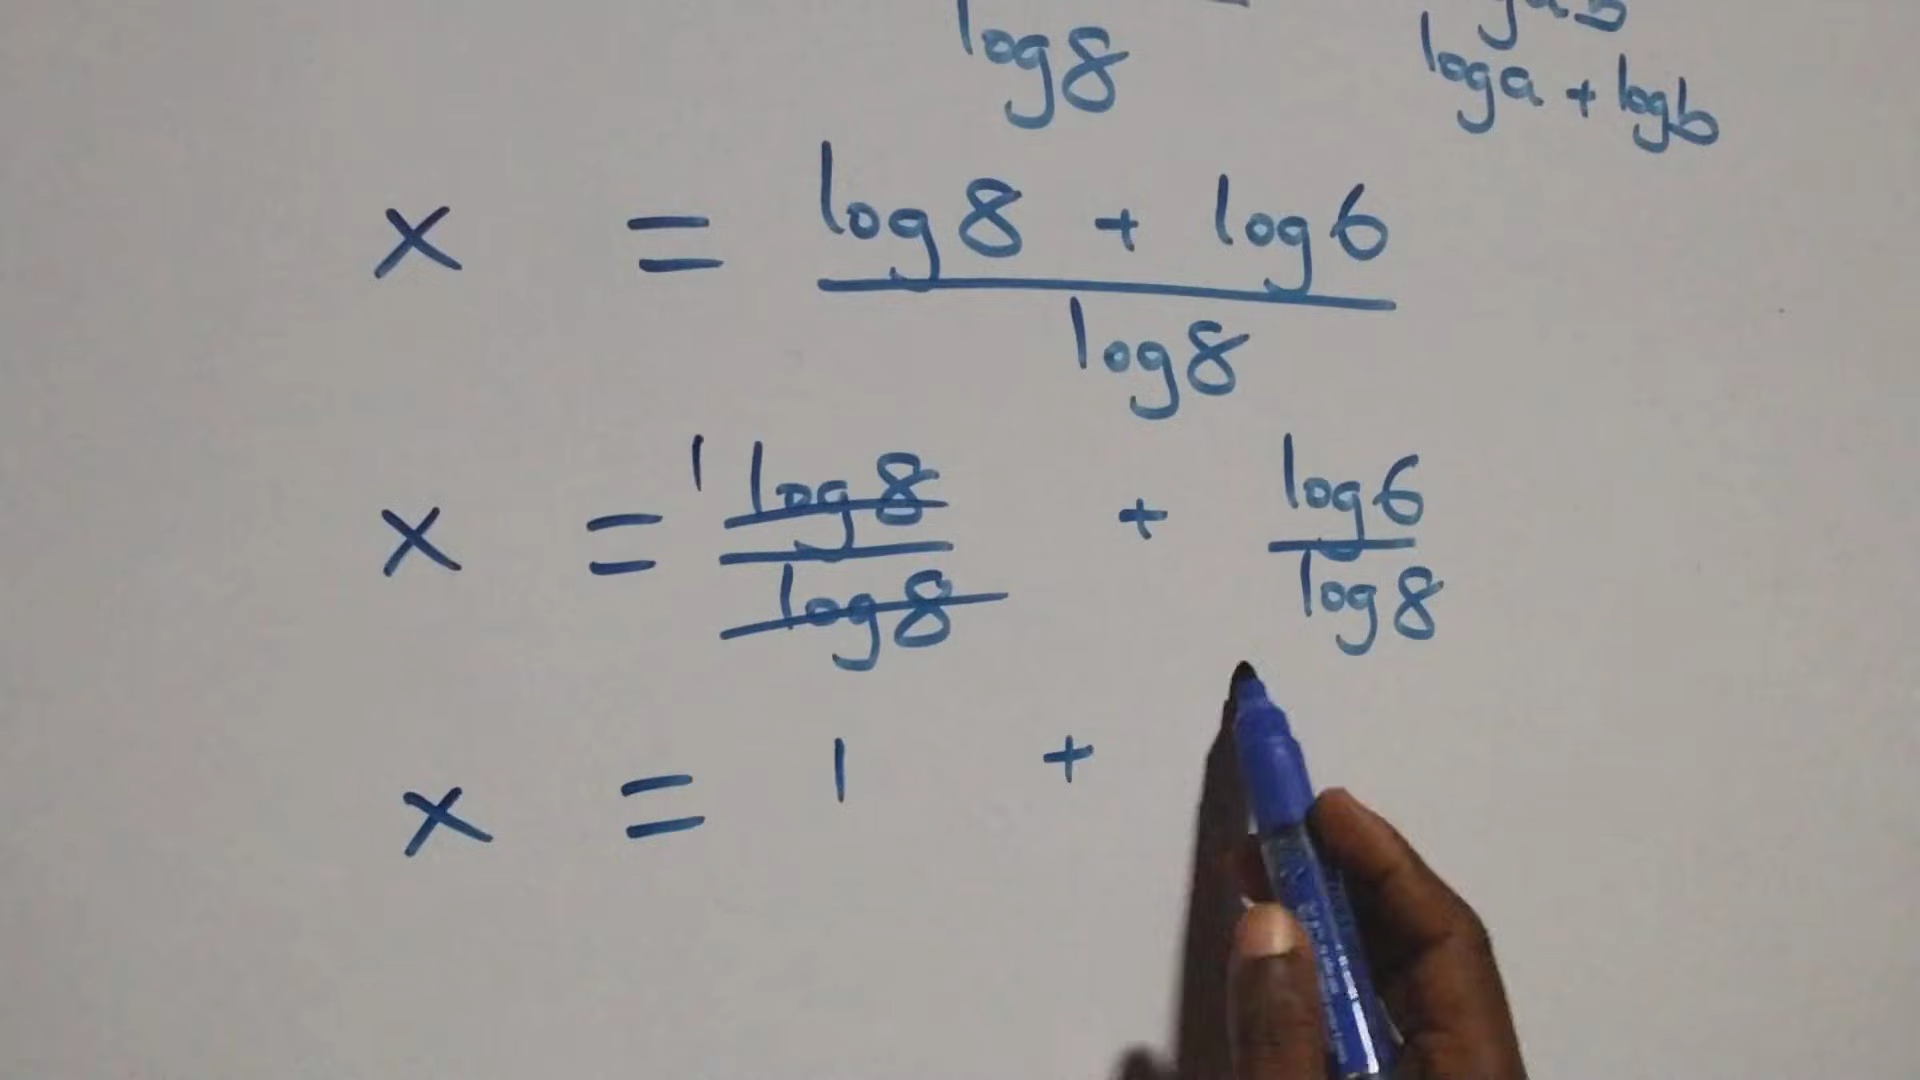 log8
loga + logb
x = log8 + log6
log8
x = 1 log8 + log6
log8 log8
x = 1 +